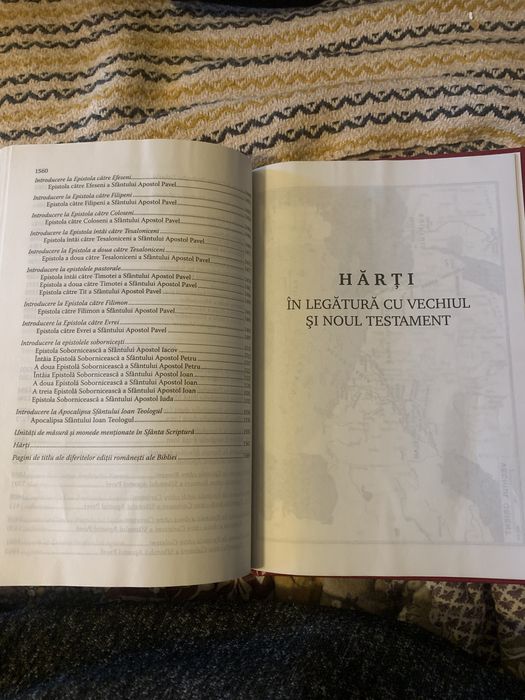 1560
Introducere la Epistola către Efeseni
Epistola către Efeseni a Sfântului Apostol Pavel
Introducere la Epistola către Filipeni
Epistola către Filipeni a Sfântului Apostol Pavel
Introducere la Epistola către Coloseni
Epistola către Coloseni a Sfântului Apostol Pavel
Introducere la Epistola întâi către Tesaloniceni
Epistola întâi către Tesaloniceni a Sfântului Apostol Pavel
Introducere la Epistola a doua către Tesaloniceni
Epistola a doua către Tesaloniceni a Sfântului Apostol Pavel
Introducere la epistolele pastorale
Epistola întâi către Timotei a Sfântului Apostol Pavel
Epistola a doua către Timotei a Sfântului Apostol Pavel
Epistola către Tit a Sfântului Apostol Pavel
Introducere la Epistola către Filimon
Epistola către Filimon a Sfântului Apostol Pavel
Introducere la Epistola către Evrei
Epistola către Evrei a Sfântului Apostol Pavel
Introducere la epistolele sobornicești
Epistola Sobornicească a Sfântului Apostol Iacov
Întâia Epistolă Sobornicească a Sfântului Apostol Petru
A doua Epistolă Sobornicească a Sfântului Apostol Petru
Întâia Epistolă Sobornicească a Sfântului Apostol Ioan
A doua Epistolă Sobornicească a Sfântului Apostol Ioan
A treia Epistolă Sobornicească a Sfântului Apostol Ioan
Epistola Sobornicească a Sfântului Apostol Iuda
Introducere la Apocalipsa Sfântului Ioan Teologul
Apocalipsa Sfântului Ioan Teologul
Unități de măsură și monede menționate în Sfânta Scriptură
Hărți
Pagini de titlu ale diferitelor ediții românești ale Bibliei
HĂRȚI
ÎN LEGĂTURĂ CU VECHIUL
ȘI NOUL TESTAMENT